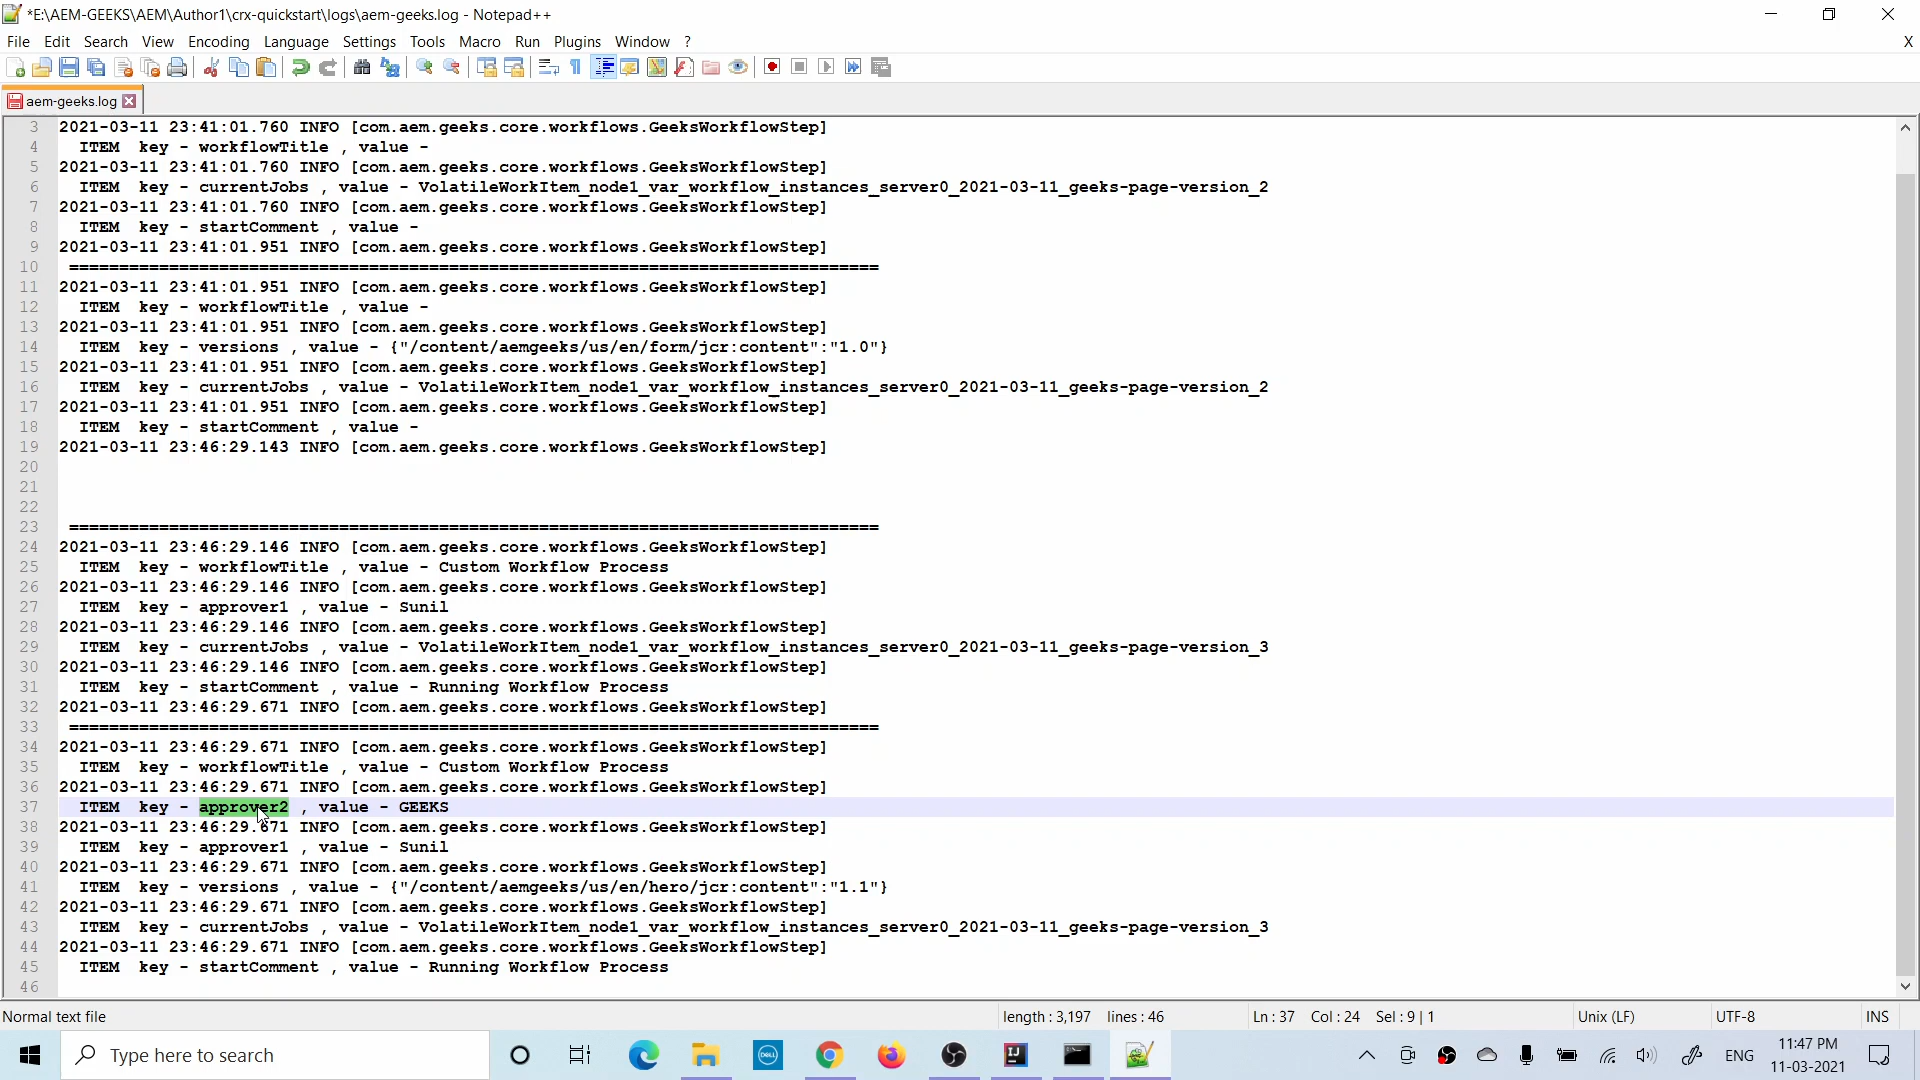 *E:\AEM-GEEKS\AEM\Author1\crx-quickstart\logs\aem-geeks.log - Notepad++
File Edit Search View Encoding Language Settings Tools Macro Run Plugins Window ? X
aem-geeks.log
3 2021-03-11 23:41:01.760 INFO [com.aem.geeks.core.workflows.GeeksWorkflowStep]
4 ITEM key - workflowTitle , value -
5 2021-03-11 23:41:01.760 INFO [com.aem.geeks.core.workflows.GeeksWorkflowStep]
6 ITEM key - currentJobs , value - VolatileWorkItem_node1_var_workflow_instances_server0_2021-03-11_geeks-page-version_2
7 2021-03-11 23:41:01.760 INFO [com.aem.geeks.core.workflows.GeeksWorkflowStep]
8 ITEM key - startComment , value -
9 2021-03-11 23:41:01.951 INFO [com.aem.geeks.core.workflows.GeeksWorkflowStep]
10 =================================================================================
11 2021-03-11 23:41:01.951 INFO [com.aem.geeks.core.workflows.GeeksWorkflowStep]
12 ITEM key - workflowTitle , value -
13 2021-03-11 23:41:01.951 INFO [com.aem.geeks.core.workflows.GeeksWorkflowStep]
14 ITEM key - versions , value - {"/content/aemgeeks/us/en/form/jcr:content":"1.0"}
15 2021-03-11 23:41:01.951 INFO [com.aem.geeks.core.workflows.GeeksWorkflowStep]
16 ITEM key - currentJobs , value - VolatileWorkItem_node1_var_workflow_instances_server0_2021-03-11_geeks-page-version_2
17 2021-03-11 23:41:01.951 INFO [com.aem.geeks.core.workflows.GeeksWorkflowStep]
18 ITEM key - startComment , value -
19 2021-03-11 23:46:29.143 INFO [com.aem.geeks.core.workflows.GeeksWorkflowStep]
20
21
22
23 =================================================================================
24 2021-03-11 23:46:29.146 INFO [com.aem.geeks.core.workflows.GeeksWorkflowStep]
25 ITEM key - workflowTitle , value - Custom Workflow Process
26 2021-03-11 23:46:29.146 INFO [com.aem.geeks.core.workflows.GeeksWorkflowStep]
27 ITEM key - approver1 , value - Sunil
28 2021-03-11 23:46:29.146 INFO [com.aem.geeks.core.workflows.GeeksWorkflowStep]
29 ITEM key - currentJobs , value - VolatileWorkItem_node1_var_workflow_instances_server0_2021-03-11_geeks-page-version_3
30 2021-03-11 23:46:29.146 INFO [com.aem.geeks.core.workflows.GeeksWorkflowStep]
31 ITEM key - startComment , value - Running Workflow Process
32 2021-03-11 23:46:29.671 INFO [com.aem.geeks.core.workflows.GeeksWorkflowStep]
33 =================================================================================
34 2021-03-11 23:46:29.671 INFO [com.aem.geeks.core.workflows.GeeksWorkflowStep]
35 ITEM key - workflowTitle , value - Custom Workflow Process
36 2021-03-11 23:46:29.671 INFO [com.aem.geeks.core.workflows.GeeksWorkflowStep]
37 ITEM key - approver2 , value - GEEKS
38 2021-03-11 23:46:29.671 INFO [com.aem.geeks.core.workflows.GeeksWorkflowStep]
39 ITEM key - approver1 , value - Sunil
40 2021-03-11 23:46:29.671 INFO [com.aem.geeks.core.workflows.GeeksWorkflowStep]
41 ITEM key - versions , value - {"/content/aemgeeks/us/en/hero/jcr:content":"1.1"}
42 2021-03-11 23:46:29.671 INFO [com.aem.geeks.core.workflows.GeeksWorkflowStep]
43 ITEM key - currentJobs , value - VolatileWorkItem_node1_var_workflow_instances_server0_2021-03-11_geeks-page-version_3
44 2021-03-11 23:46:29.671 INFO [com.aem.geeks.core.workflows.GeeksWorkflowStep]
45 ITEM key - startComment , value - Running Workflow Process
46
Normal text file length : 3,197 lines : 46 Ln : 37 Col : 24 Sel : 9 | 1 Unix (LF) UTF-8 INS
Type here to search DELL IJ ENG 11:47 PM
11-03-2021